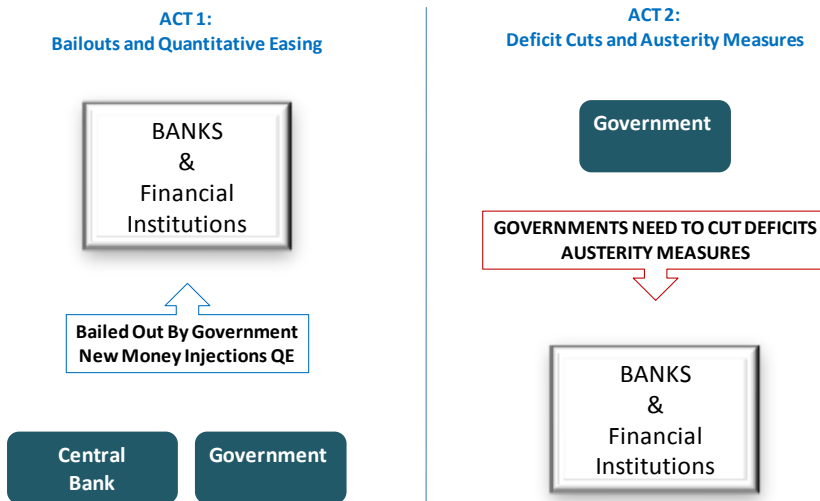 ACT 1:
Bailouts and Quantitative Easing
BANKS
&
Financial
Institutions
Bailed Out By Government
New Money Injections QE
Central
Bank
Government
ACT 2:
Deficit Cuts and Austerity Measures
Government
GOVERNMENTS NEED TO CUT DEFICITS
AUSTERITY MEASURES
BANKS
&
Financial
Institutions